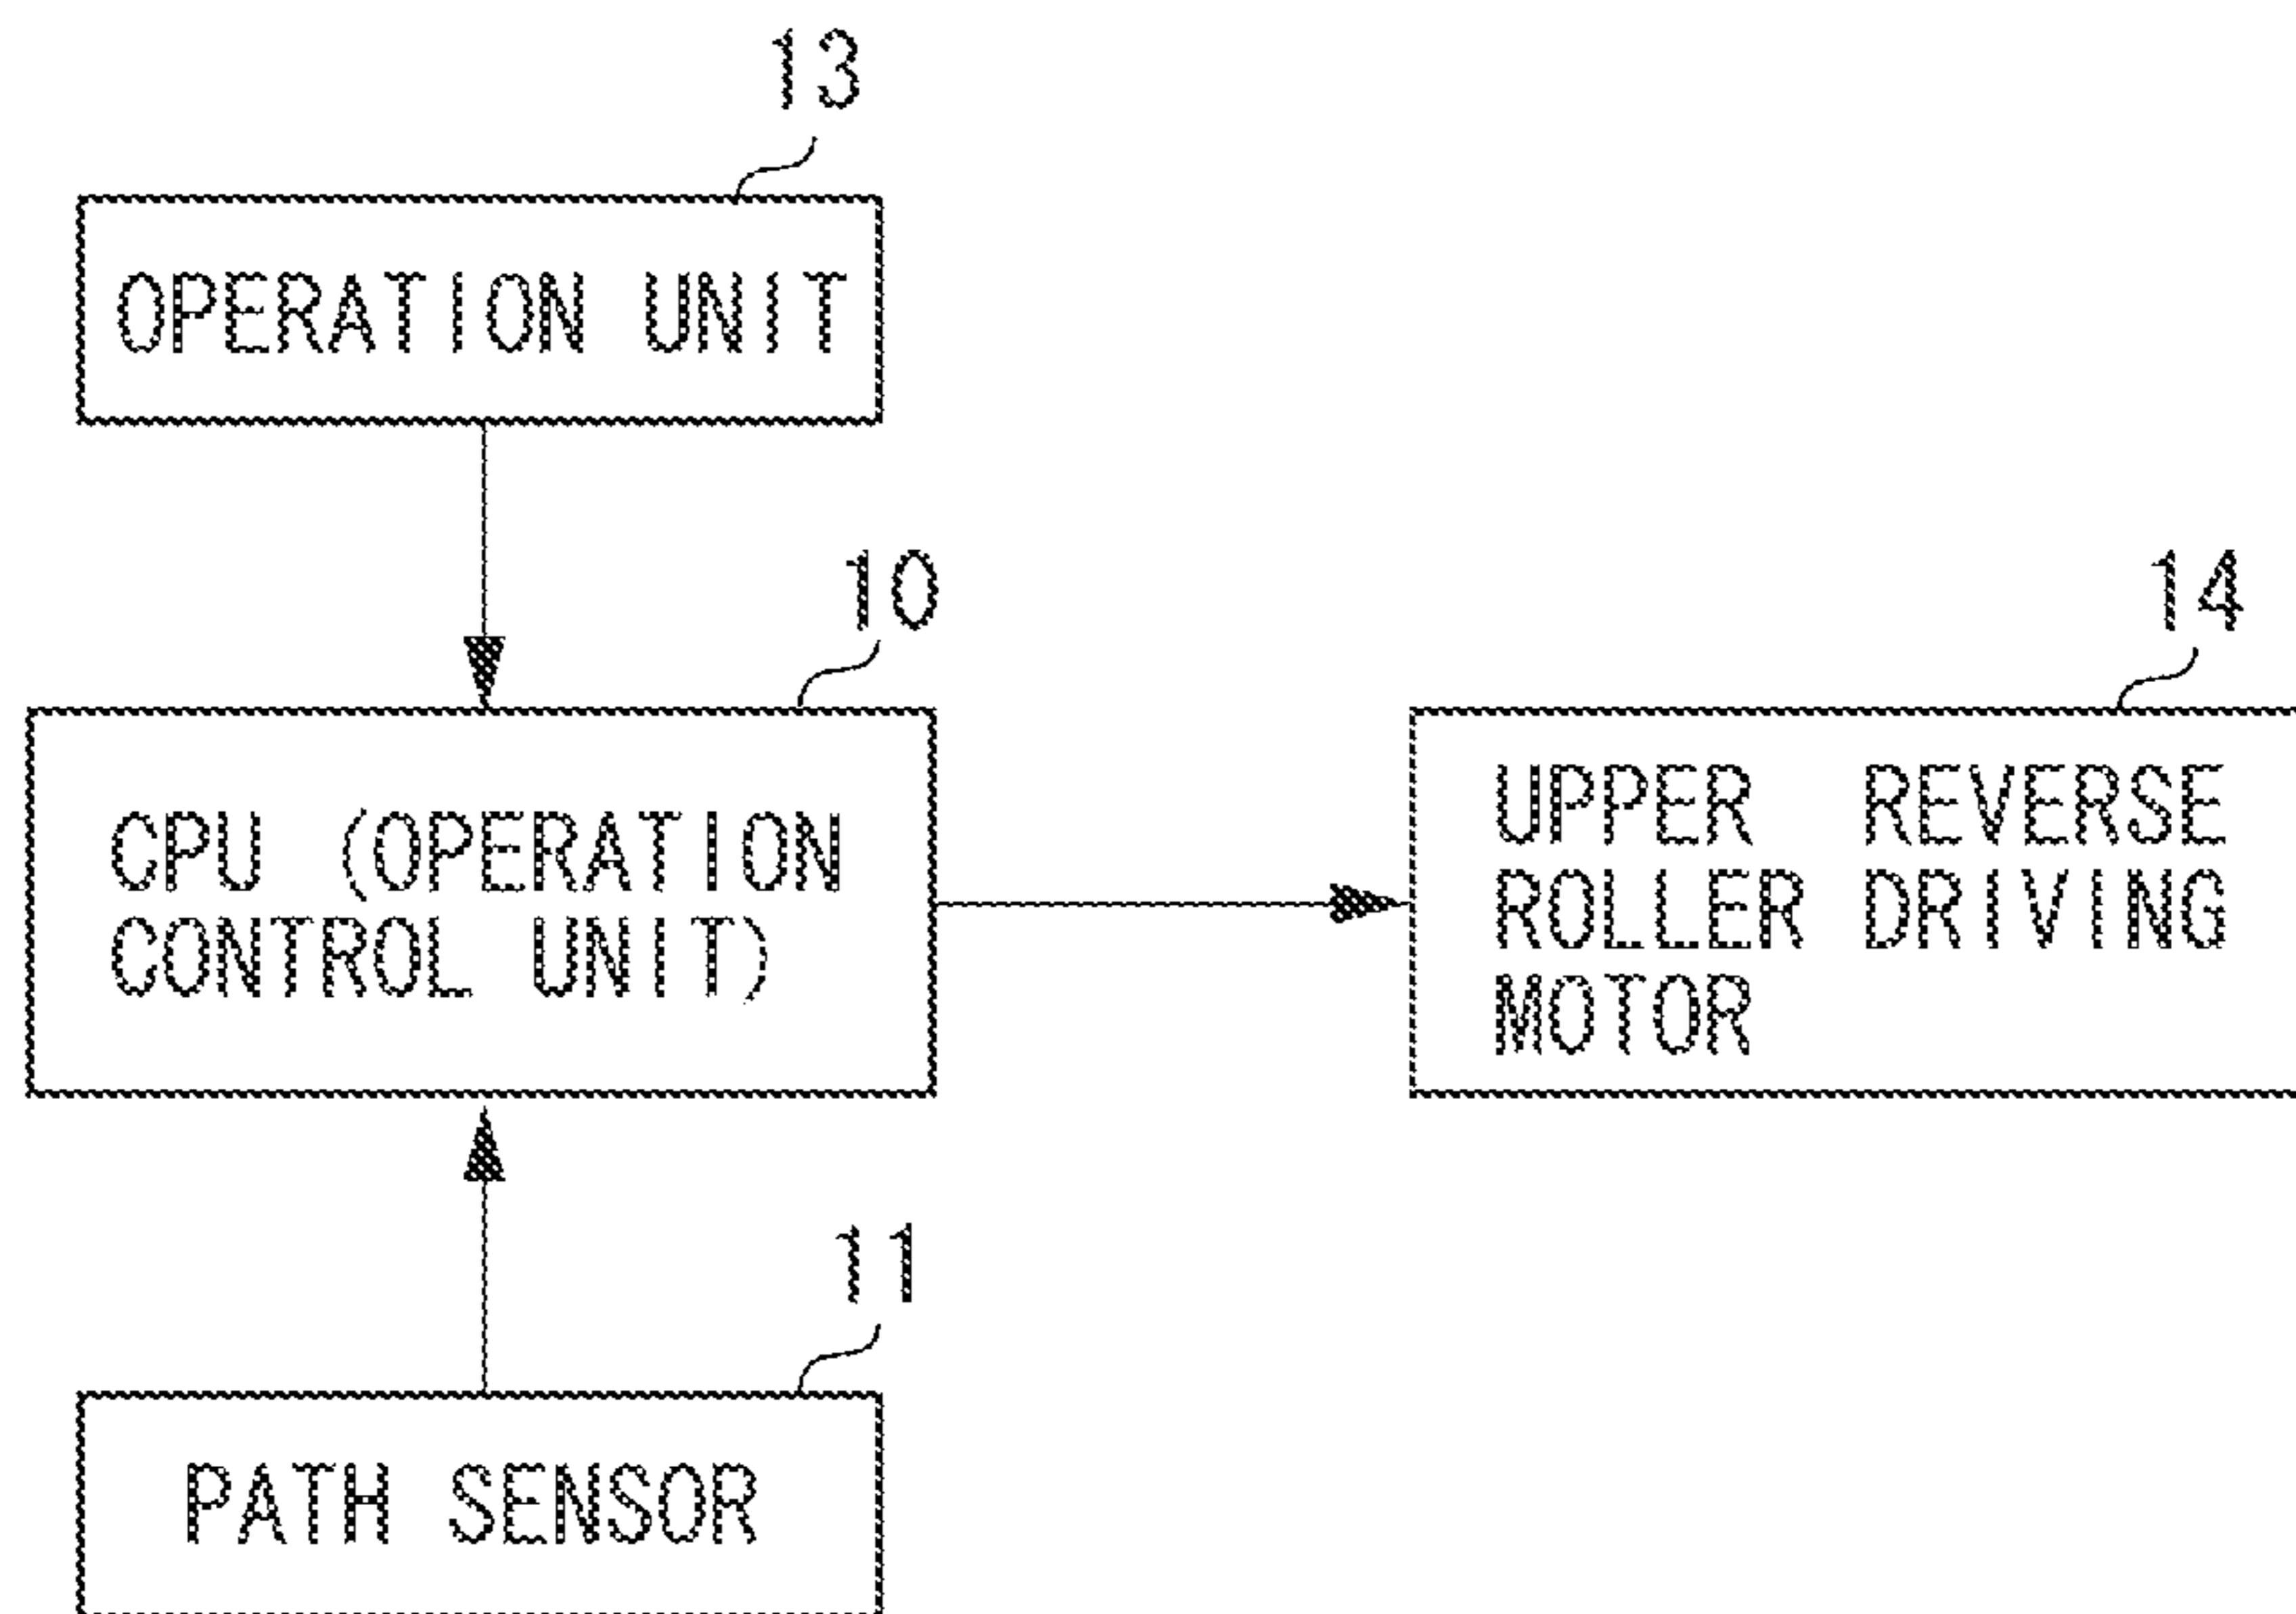 13
OPERATION UNIT
10
CPU (OPERATION
CONTROL UNIT)
14
UPPER REVERSE
ROLLER DRIVING
MOTOR
11
PATH SENSOR